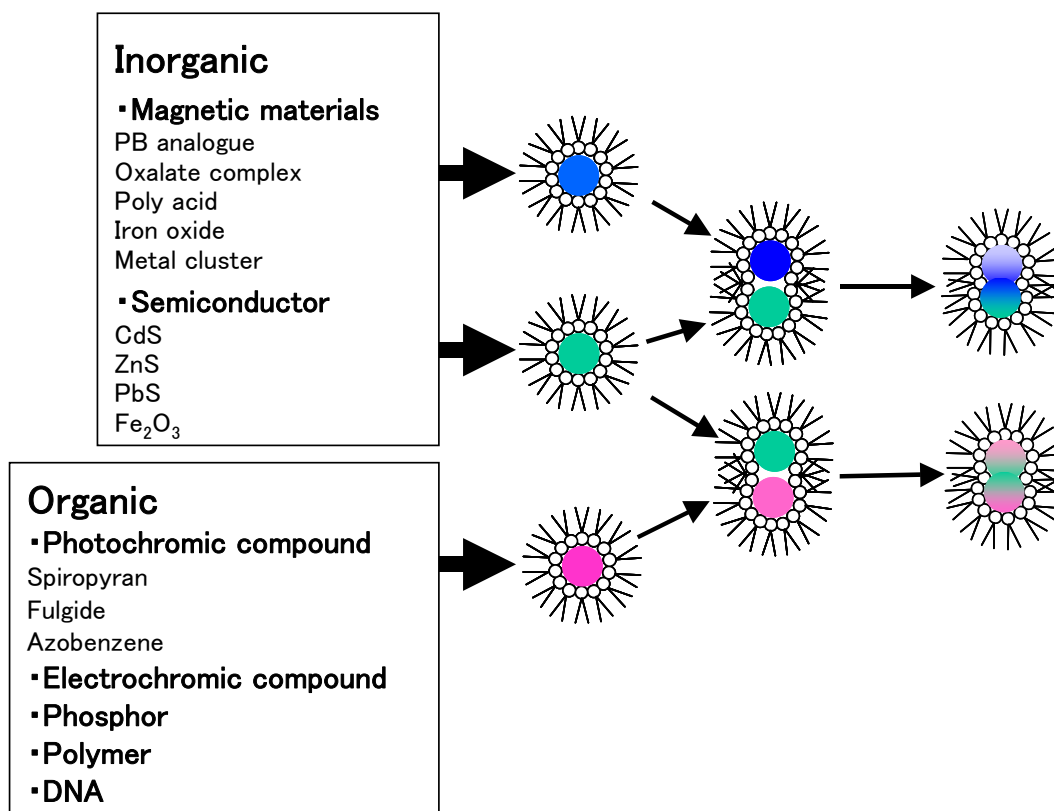 Inorganic
・Magnetic materials
PB analogue
Oxalate complex
Poly acid
Iron oxide
Metal cluster
・Semiconductor
CdS
ZnS
PbS
Fe₂O₃
Organic
・Photochromic compound
Spiropyran
Fulgide
Azobenzene
・Electrochromic compound
・Phosphor
・Polymer
・DNA